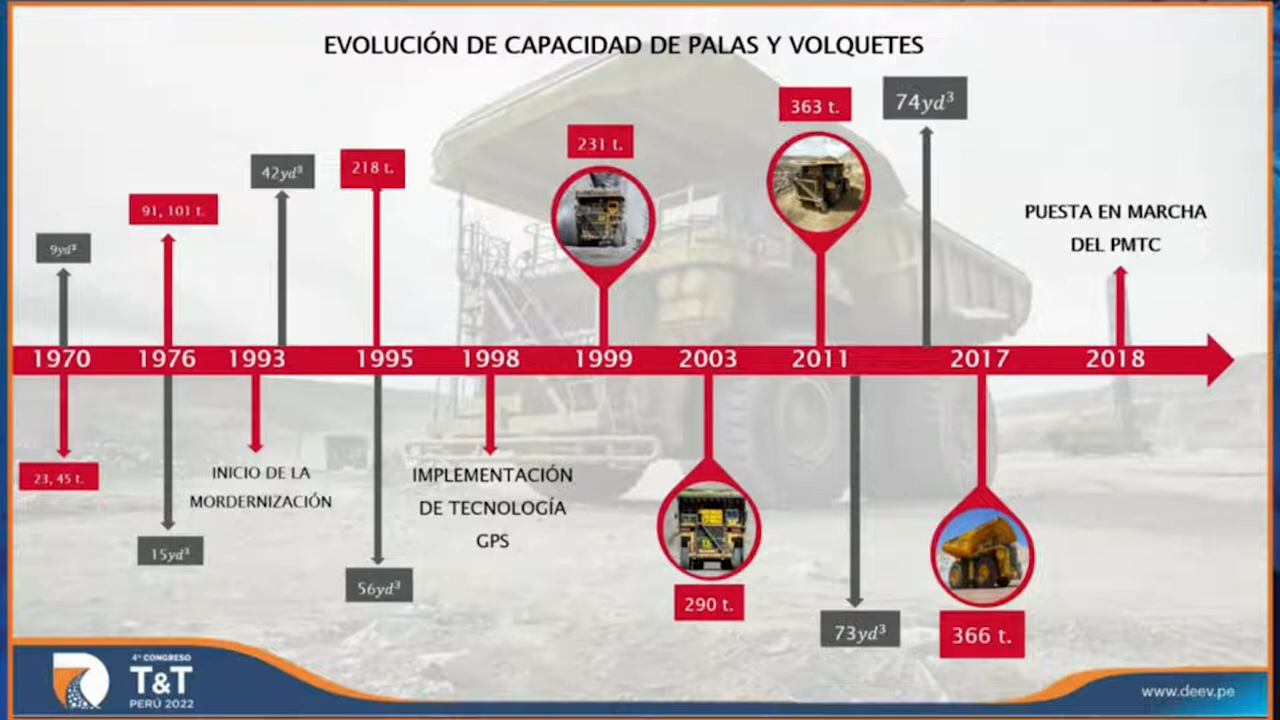 EVOLUCIÓN DE CAPACIDAD DE PALAS Y VOLQUETES
74yd³
363 t.
231 t.
42yd³
218 t.
91, 101 t.
PUESTA EN MARCHA
DEL PMTC
9yd³
1970 1976 1993 1995 1998 1999 2003 2011 2017 2018
23, 45 t.
INICIO DE LA
MORDERNIZACIÓN
IMPLEMENTACIÓN
DE TECNOLOGÍA
GPS
15yd³
56yd³
290 t.
73yd³
366 t.
4° CONGRESO
T&T
PERÚ 2022
www.deev.pe